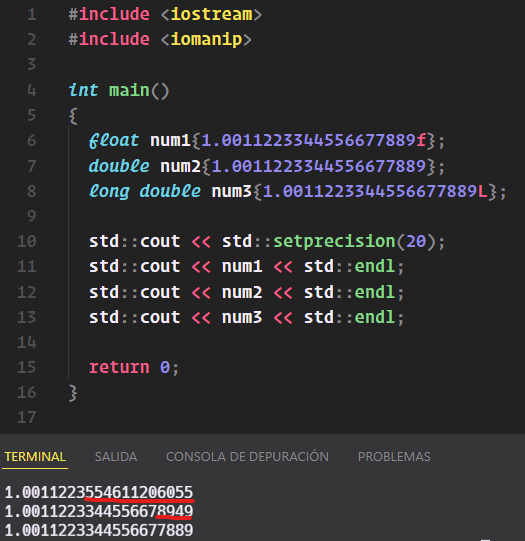 1 #include <iostream>
2 #include <iomanip>
3
4 int main()
5 {
6 float num1{1.0011223344556677889f};
7 double num2{1.0011223344556677889};
8 long double num3{1.0011223344556677889L};
9
10 std::cout << std::setprecision(20);
11 std::cout << num1 << std::endl;
12 std::cout << num2 << std::endl;
13 std::cout << num3 << std::endl;
14
15 return 0;
16 }
17
TERMINAL SALIDA CONSOLA DE DEPURACIÓN PROBLEMAS
1.0011223554611206055
1.0011223344556678949
1.0011223344556677889